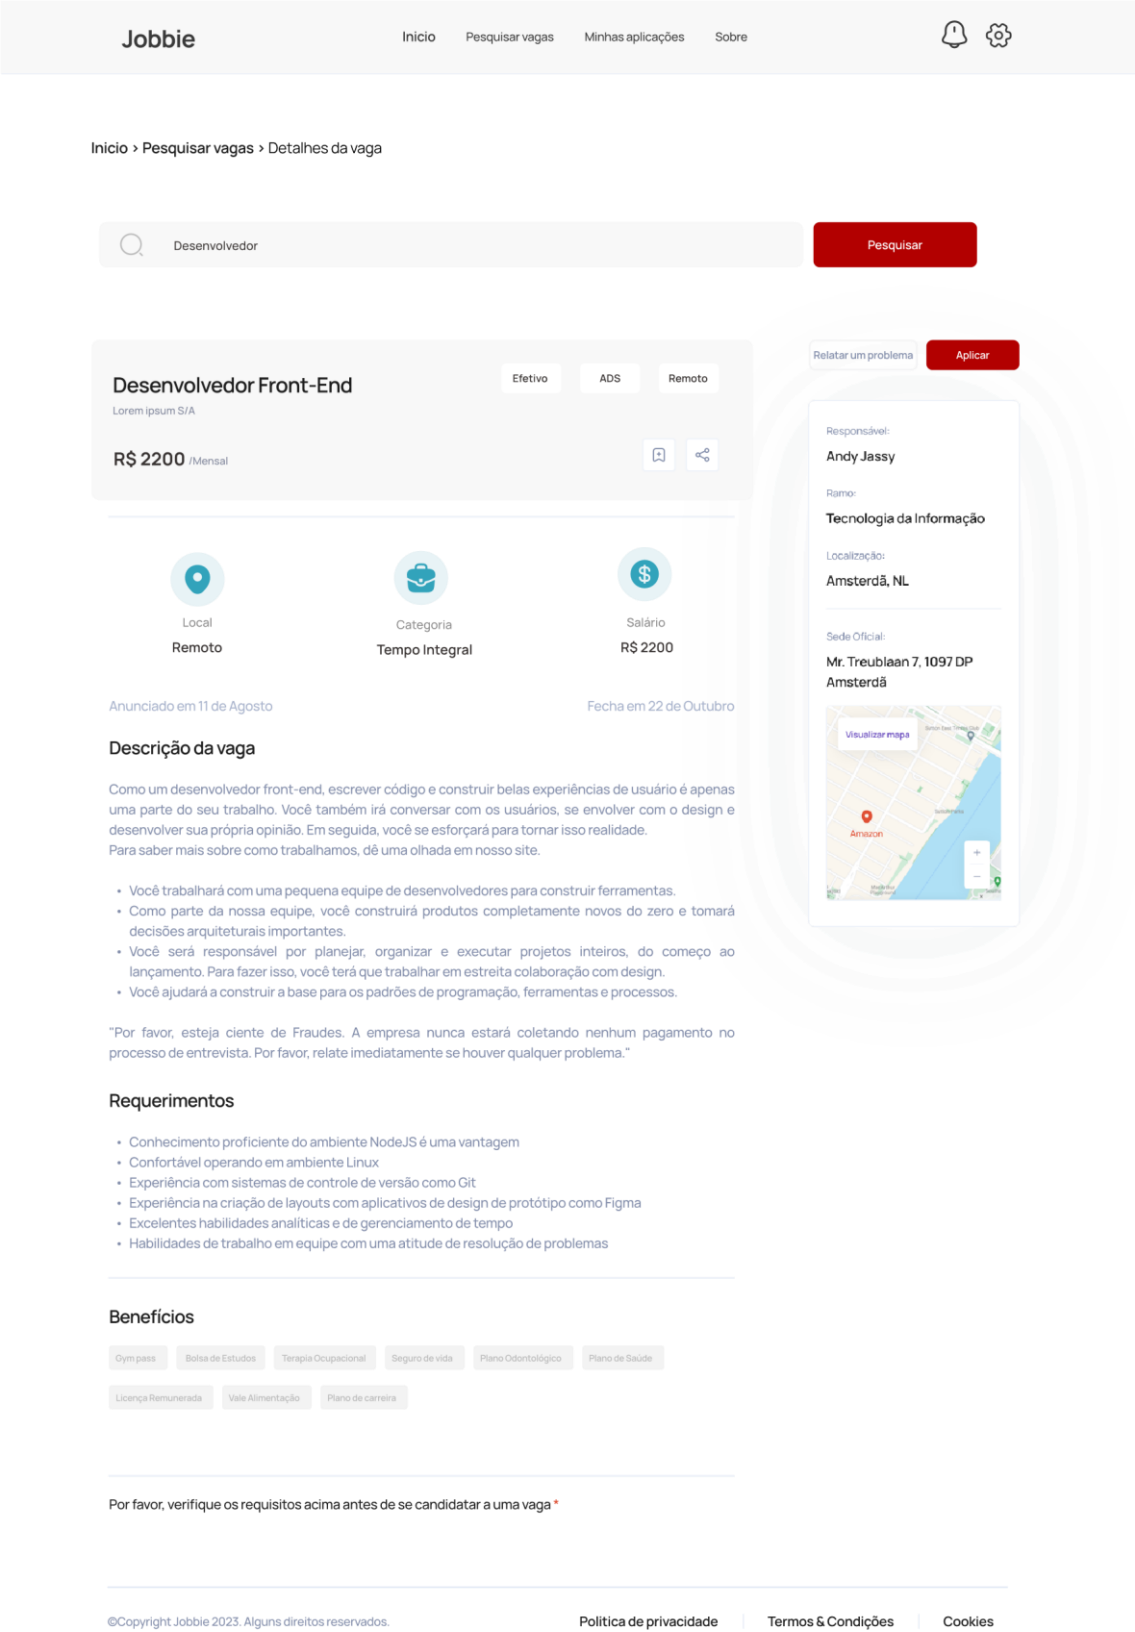 Jobbie
Inicio
Pesquisar vagas
Minhas aplicações
Sobre
Inicio > Pesquisar vagas > Detalhes da vaga
Desenvolvedor
Pesquisar
Desenvolvedor Front-End
Efetivo
ADS
Remoto
Lorem ipsum S/A
R$ 2200 /Mensal
Relatar um problema
Aplicar
Responsável:
Andy Jassy
Ramo:
Tecnologia da Informação
Localização:
Amsterdã, NL
Sede Oficial:
Mr. Treublaan 7, 1097 DP
Amsterdã
Visualizar mapa
Amazon
Local
Remoto
Categoria
Tempo Integral
Salário
R$ 2200
Anunciado em 11 de Agosto
Fecha em 22 de Outubro
Descrição da vaga
Como um desenvolvedor front-end, escrever código e construir belas experiências de usuário é apenas
uma parte do seu trabalho. Você também irá conversar com os usuários, se envolver com o design e
desenvolver sua própria opinião. Em seguida, você se esforçará para tornar isso realidade.
Para saber mais sobre como trabalhamos, dê uma olhada em nosso site.
• Você trabalhará com uma pequena equipe de desenvolvedores para construir ferramentas.
• Como parte da nossa equipe, você construirá produtos completamente novos do zero e tomará
decisões arquiteturais importantes.
• Você será responsável por planejar, organizar e executar projetos inteiros, do começo ao
lançamento. Para fazer isso, você terá que trabalhar em estreita colaboração com design.
• Você ajudará a construir a base para os padrões de programação, ferramentas e processos.
"Por favor, esteja ciente de Fraudes. A empresa nunca estará coletando nenhum pagamento no
processo de entrevista. Por favor, relate imediatamente se houver qualquer problema."
Requerimentos
• Conhecimento proficiente do ambiente NodeJS é uma vantagem
• Confortável operando em ambiente Linux
• Experiência com sistemas de controle de versão como Git
• Experiência na criação de layouts com aplicativos de design de protótipo como Figma
• Excelentes habilidades analíticas e de gerenciamento de tempo
• Habilidades de trabalho em equipe com uma atitude de resolução de problemas
Benefícios
Gym pass
Bolsa de Estudos
Terapia Ocupacional
Seguro de vida
Plano Odontológico
Plano de Saúde
Licença Remunerada
Vale Alimentação
Plano de carreira
Por favor, verifique os requisitos acima antes de se candidatar a uma vaga *
©Copyright Jobbie 2023. Alguns direitos reservados.
Politica de privacidade
Termos & Condições
Cookies